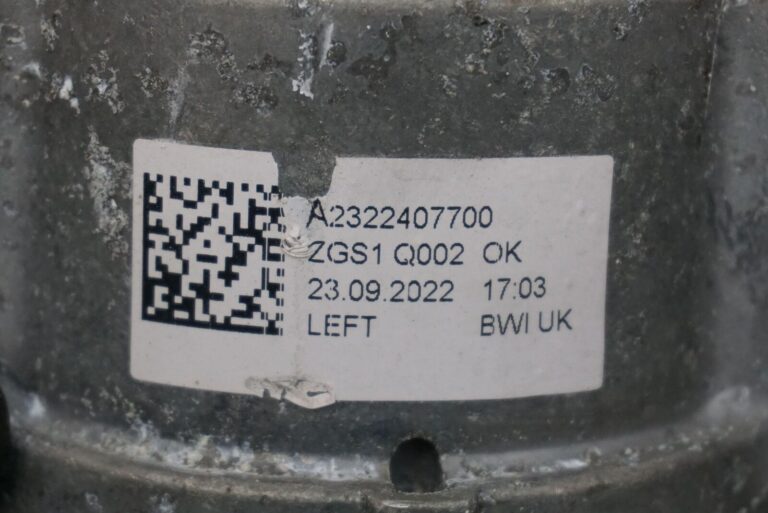 A2322407700
ZGS1 Q002 OK
23.09.2022 17:03
LEFT BWI UK